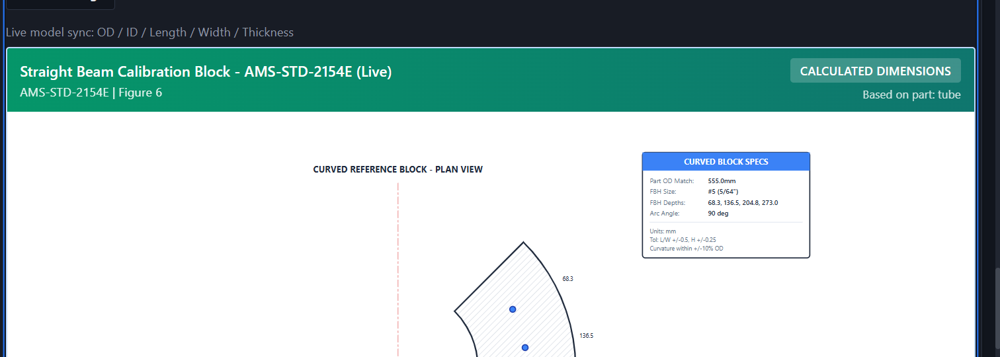 Live model sync: OD / ID / Length / Width / Thickness
Straight Beam Calibration Block - AMS-STD-2154E (Live)
AMS-STD-2154E | Figure 6
CALCULATED DIMENSIONS
Based on part: tube
CURVED REFERENCE BLOCK - PLAN VIEW
CURVED BLOCK SPECS
Part OD Match: 555.0mm
FBH Size: #5 (5/64")
FBH Depths: 68.3, 136.5, 204.8, 273.0
Arc Angle: 90 deg
Units: mm
Tol: L/W +/-0.5, H +/-0.25
Curvature within +/-10% OD
68.3
136.5